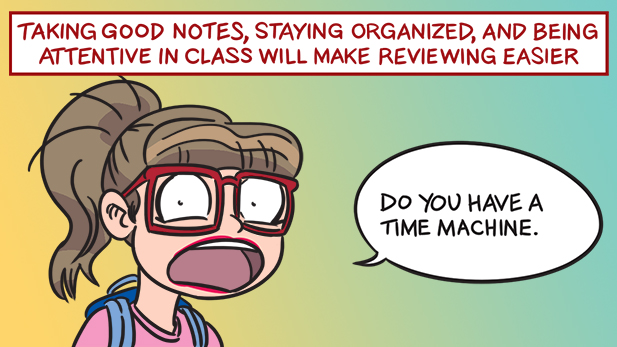 TAKING GOOD NOTES, STAYING ORGANIZED, AND BEING
ATTENTIVE IN CLASS WILL MAKE REVIEWING EASIER
DO YOU HAVE A
TIME MACHINE.